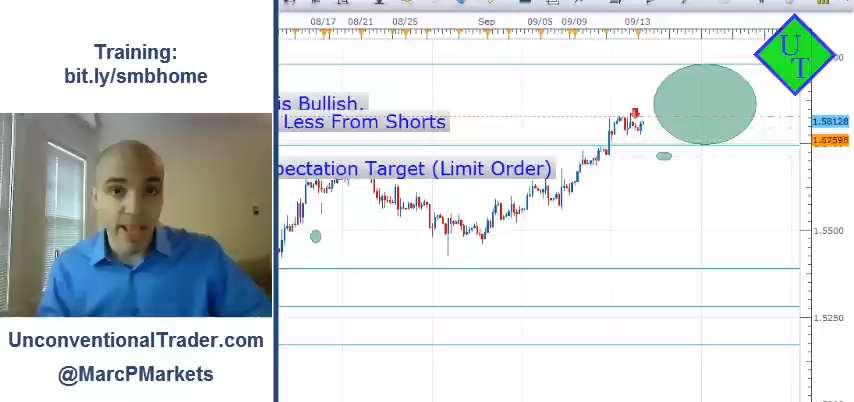 Training:
bit.ly/smbhome
UnconventionalTrader.com
@MarcPMarkets
08/17 08/21 08/25 Sep 09/05 09/09 09/13
is Bullish.
Less From Shorts
pectation Target (Limit Order)
U
T
1.58128
1.57598
1.5500
1.5250